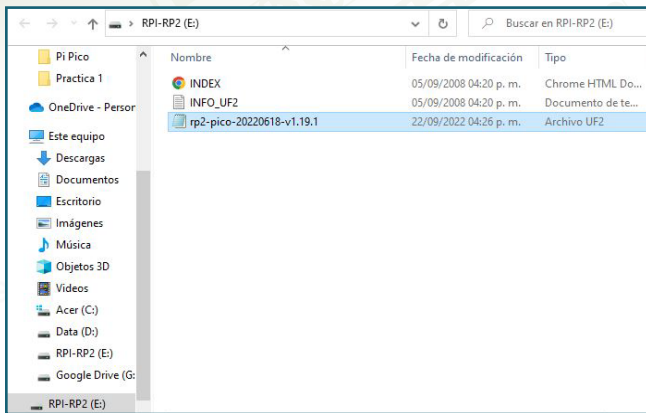 RPI-RP2 (E:)
Buscar en RPI-RP2 (E:)
Pi Pico
Practica 1
OneDrive - Persor
Este equipo
Descargas
Documentos
Escritorio
Imágenes
Música
Objetos 3D
Videos
Acer (C:)
Data (D:)
RPI-RP2 (E:)
Google Drive (G:
RPI-RP2 (E:)
Nombre Fecha de modificación Tipo
INDEX 05/09/2008 04:20 p. m. Chrome HTML Do...
INFO_UF2 05/09/2008 04:20 p. m. Documento de te...
rp2-pico-20220618-v1.19.1 22/09/2022 04:26 p. m. Archivo UF2